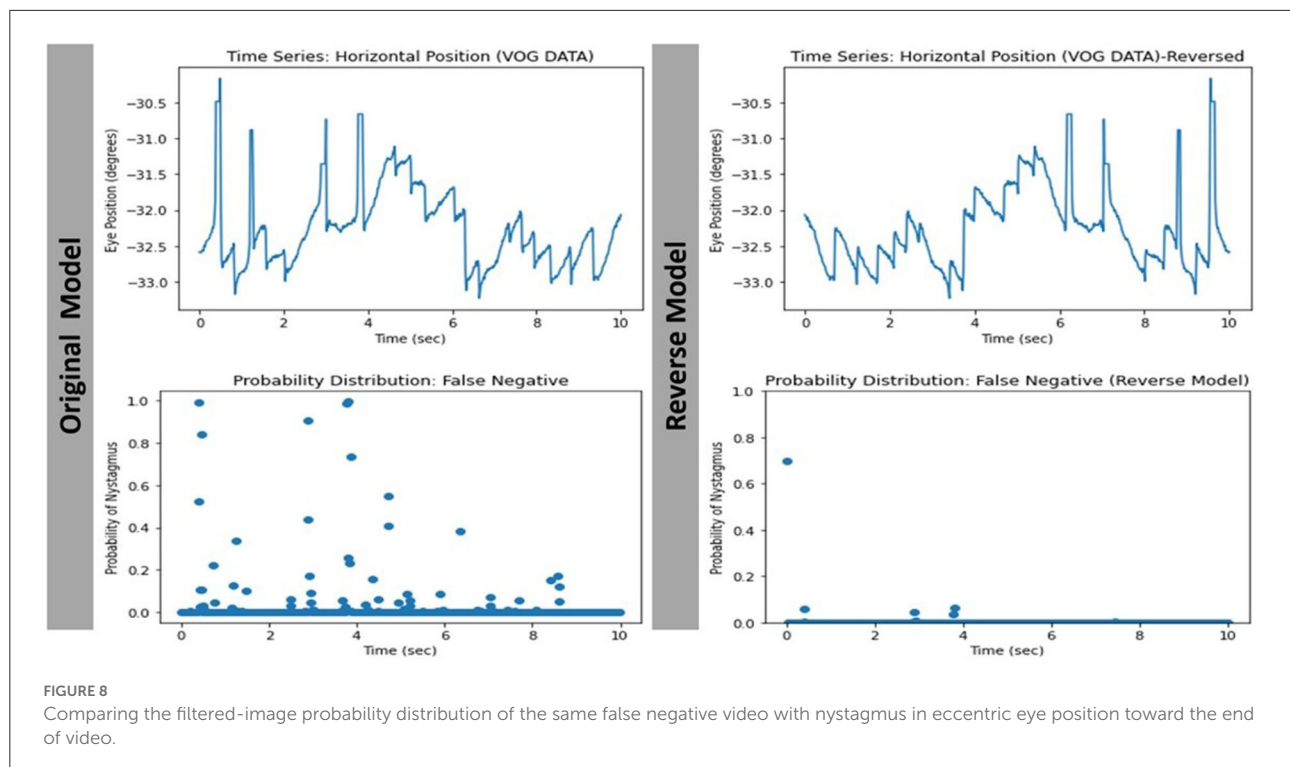 Original Model
Time Series: Horizontal Position (VOG DATA)
Eye Position (degrees)
−30.5
−31.0
−31.5
−32.0
−32.5
−33.0
0 2 4 6 8 10
Time (sec)
Probability Distribution: False Negative
Probability of Nystagmus
1.0
0.8
0.6
0.4
0.2
0.0
0 2 4 6 8 10
Time (sec)
Reverse Model
Time Series: Horizontal Position (VOG DATA)-Reversed
Eye Position (degrees)
−30.5
−31.0
−31.5
−32.0
−32.5
−33.0
0 2 4 6 8 10
Time (sec)
Probability Distribution: False Negative (Reverse Model)
Probability of Nystagmus
1.0
0.8
0.6
0.4
0.2
0.0
0 2 4 6 8 10
Time (sec)
FIGURE 8
Comparing the filtered-image probability distribution of the same false negative video with nystagmus in eccentric eye position toward the end
of video.